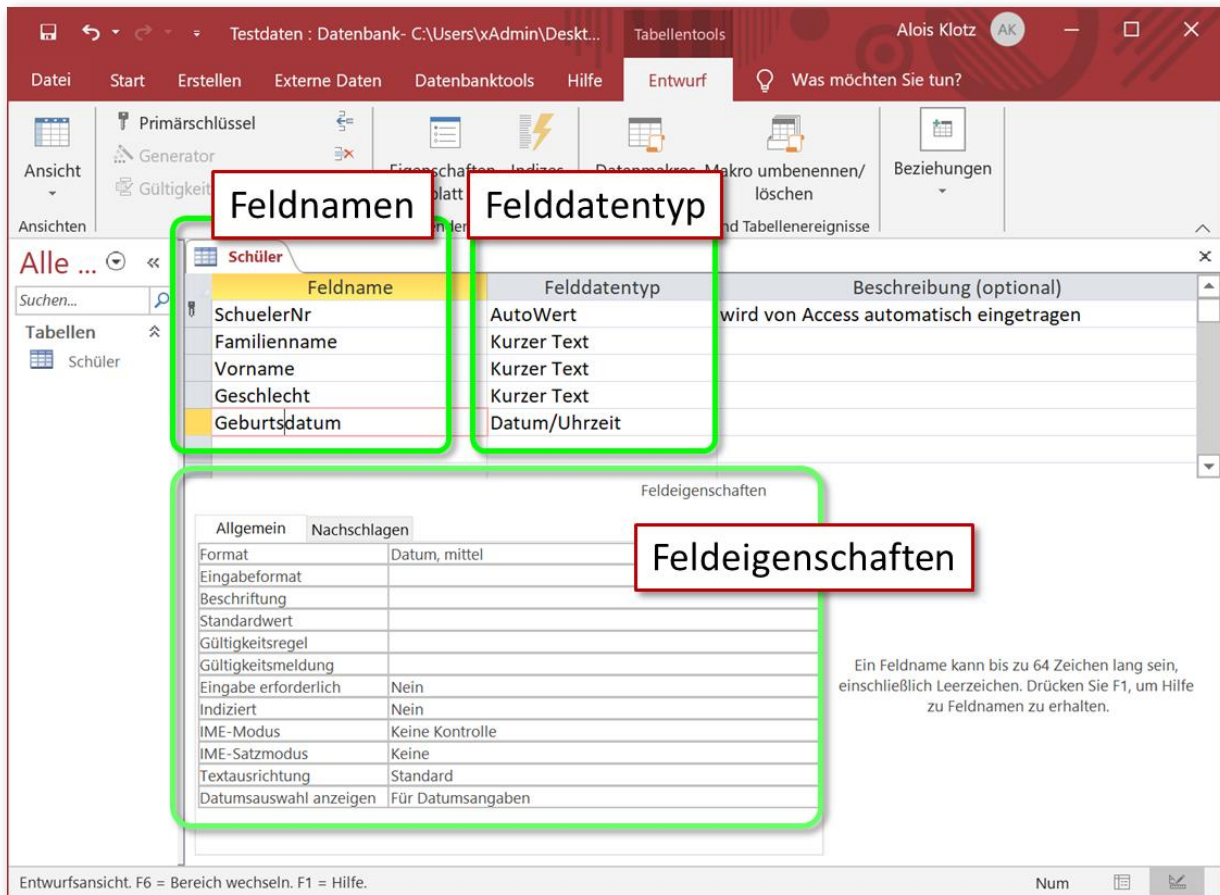 Testdaten : Datenbank- C:\Users\xAdmin\Deskt... Tabellentools Alois Klotz AK
Datei Start Erstellen Externe Daten Datenbanktools Hilfe Entwurf Was möchten Sie tun?
Primärschlüssel
Generator
Ansicht
Datenmakros Makro umbenennen/
löschen
Beziehungen
Ansichten
nd Tabellenereignisse
Feldnamen Felddatentyp
Alle ... «
Schüler
Suchen...
Feldname Felddatentyp Beschreibung (optional)
SchuelerNr AutoWert wird von Access automatisch eingetragen
Tabellen
Familienname Kurzer Text
Schüler
Vorname Kurzer Text
Geschlecht Kurzer Text
Geburtsdatum Datum/Uhrzeit
Feldeigenschaften
Allgemein Nachschlagen
Feldeigenschaften
Format Datum, mittel
Eingabeformat
Beschriftung
Standardwert
Gültigkeitsregel
Gültigkeitsmeldung
Eingabe erforderlich Nein
Indiziert Nein
IME-Modus Keine Kontrolle
IME-Satzmodus Keine
Textausrichtung Standard
Datumsauswahl anzeigen Für Datumsangaben
Ein Feldname kann bis zu 64 Zeichen lang sein,
einschließlich Leerzeichen. Drücken Sie F1, um Hilfe
zu Feldnamen zu erhalten.
Entwurfsansicht. F6 = Bereich wechseln. F1 = Hilfe. Num